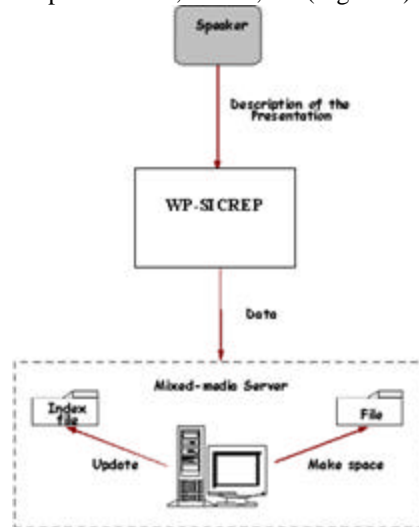 Speaker
Description of the
Presentation
WP-SICREP
Data
Mixed-media Server
Index
file
File
Update
Make space